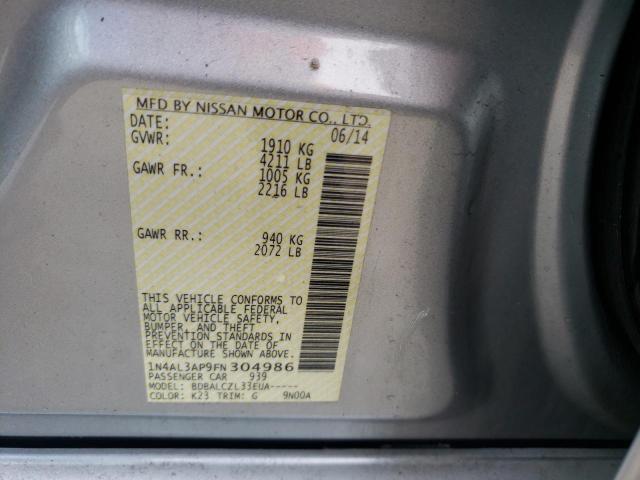 MFD BY NISSAN MOTOR CO., LTD.
DATE: 06/14
GVWR: 1910 KG
4211 LB
GAWR FR.: 1005 KG
2216 LB
GAWR RR.: 940 KG
2072 LB
THIS VEHICLE CONFORMS TO
ALL APPLICABLE FEDERAL
MOTOR VEHICLE SAFETY,
BUMPER, AND THEFT
PREVENTION STANDARDS IN
EFFECT ON THE DATE OF
MANUFACTURE SHOWN ABOVE.
1N4AL3AP9FN304986
PASSENGER CAR 939
MODEL: BDBALCZL33EUA-----
COLOR: K23 TRIM: G 9N00A